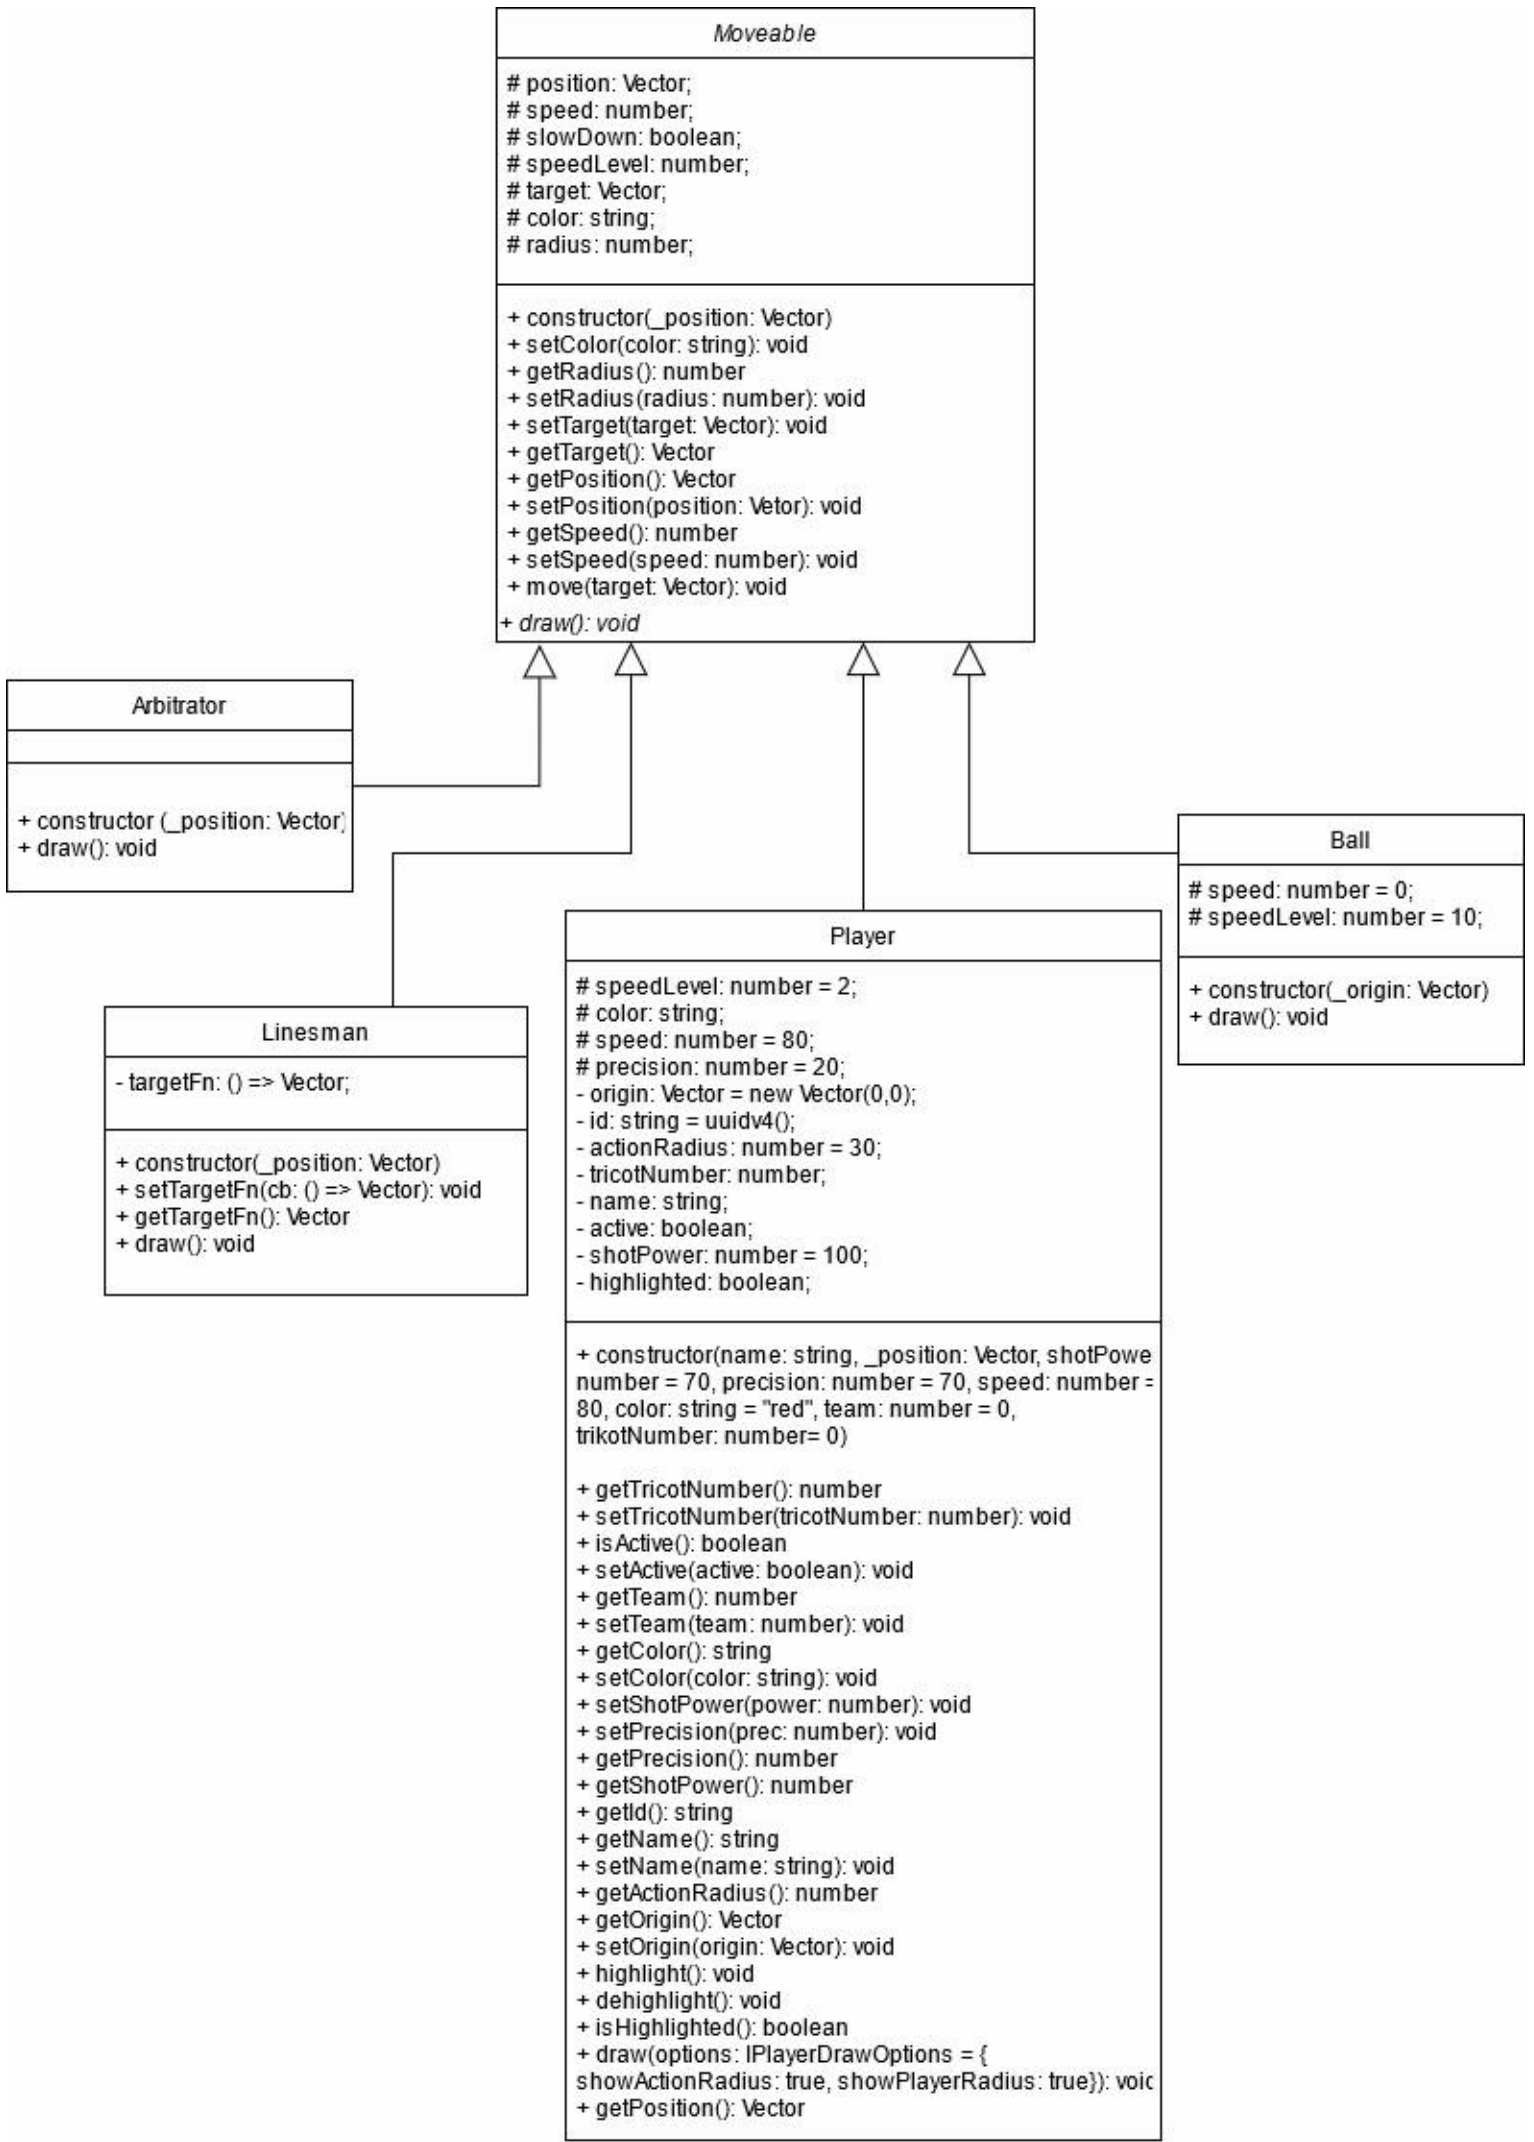 Moveable
# position: Vector;
# speed: number;
# slowDown: boolean;
# speedLevel: number;
# target: Vector;
# color: string;
# radius: number;
+ constructor(_position: Vector)
+ setColor(color: string): void
+ getRadius(): number
+ setRadius(radius: number): void
+ setTarget(target: Vector): void
+ getTarget(): Vector
+ getPosition(): Vector
+ setPosition(position: Vetor): void
+ getSpeed(): number
+ setSpeed(speed: number): void
+ move(target: Vector): void
+ draw(): void
Arbitrator
+ constructor (_position: Vector)
+ draw(): void
Linesman
- targetFn: () => Vector;
+ constructor(_position: Vector)
+ setTargetFn(cb: () => Vector): void
+ getTargetFn(): Vector
+ draw(): void
Player
# speedLevel: number = 2;
# color: string;
# speed: number = 80;
# precision: number = 20;
- origin: Vector = new Vector(0,0);
- id: string = uuidv4();
- actionRadius: number = 30;
- tricotNumber: number;
- name: string;
- active: boolean;
- shotPower: number = 100;
- highlighted: boolean;
+ constructor(name: string, _position: Vector, shotPowe
number = 70, precision: number = 70, speed: number =
80, color: string = "red", team: number = 0,
trikotNumber: number= 0)
+ getTricotNumber(): number
+ setTricotNumber(tricotNumber: number): void
+ isActive(): boolean
+ setActive(active: boolean): void
+ getTeam(): number
+ setTeam(team: number): void
+ getColor(): string
+ setColor(color: string): void
+ setShotPower(power: number): void
+ setPrecision(prec: number): void
+ getPrecision(): number
+ getShotPower(): number
+ getId(): string
+ getName(): string
+ setName(name: string): void
+ getActionRadius(): number
+ getOrigin(): Vector
+ setOrigin(origin: Vector): void
+ highlight(): void
+ dehighlight(): void
+ isHighlighted(): boolean
+ draw(options: IPlayerDrawOptions = {
showActionRadius: true, showPlayerRadius: true}): void
+ getPosition(): Vector
Ball
# speed: number = 0;
# speedLevel: number = 10;
+ constructor(_origin: Vector)
+ draw(): void